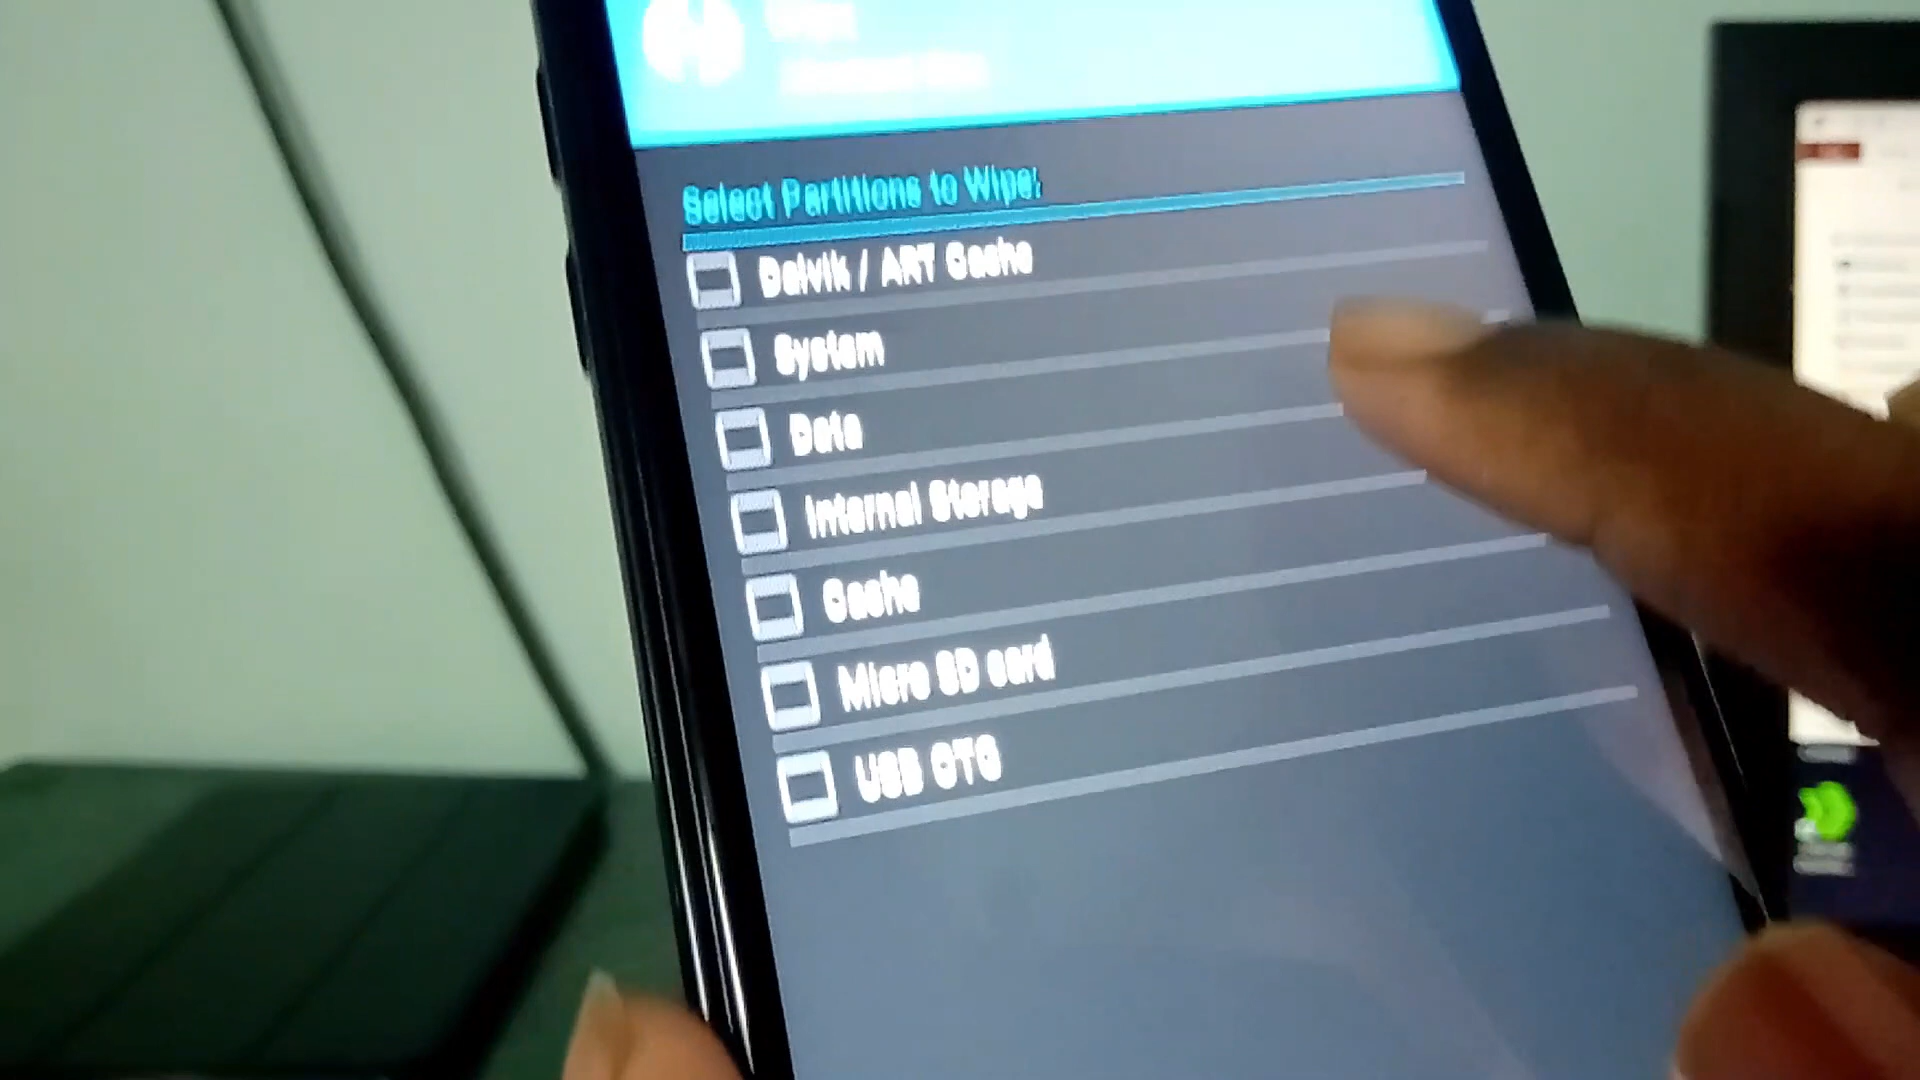 Select Partitions to Wipe:
Dalvik / ART Cache
System
Data
Internal Storage
Cache
Micro SD card
USB OTG